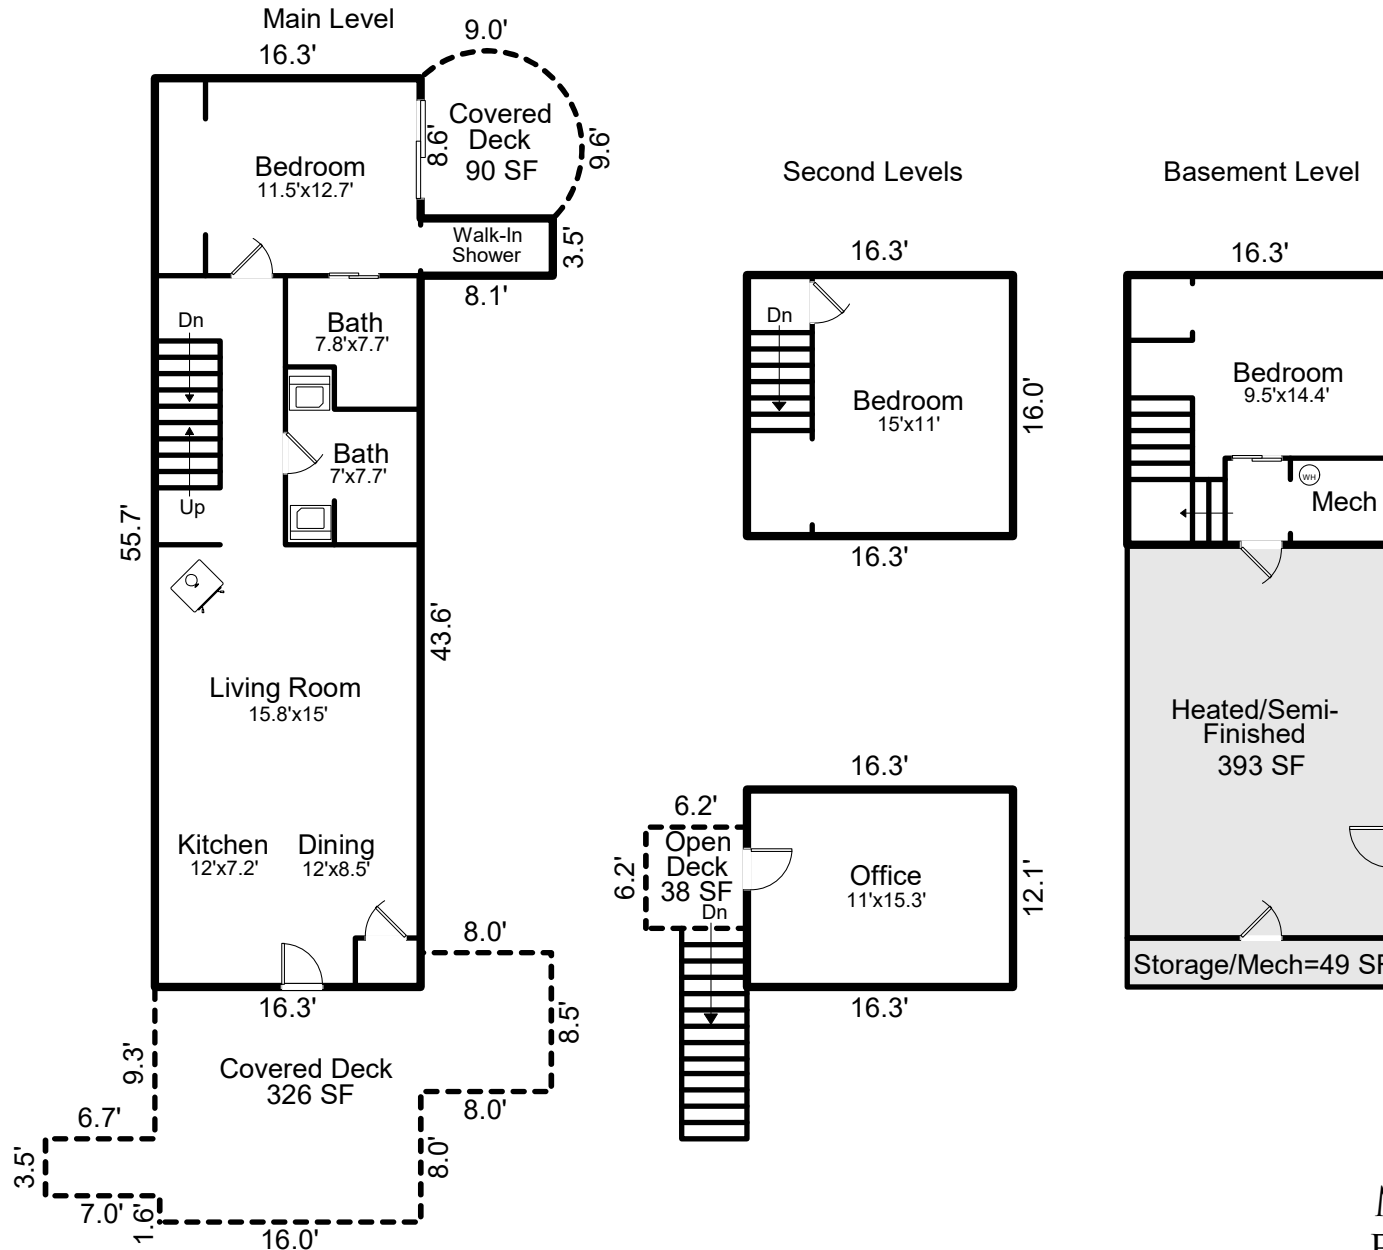 Main Level
16.3'
9.0'
Covered
Deck
90 SF
8.6'
9.6'
Bedroom
11.5'x12.7'
Walk-In
Shower
3.5'
8.1'
Dn
Bath
7.8'x7.7'
Bath
7'x7.7'
Up
55.7'
43.6'
Living Room
15.8'x15'
Kitchen
12'x7.2'
Dining
12'x8.5'
8.0'
16.3'
8.5'
9.3'
Covered Deck
326 SF
8.0'
6.7'
3.5'
8.0'
7.0'
1.6'
16.0'
Second Levels
16.3'
Dn
Bedroom
15'x11'
16.0'
16.3'
16.3'
6.2'
Open
Deck
38 SF
6.2'
Dn
Office
11'x15.3'
12.1'
16.3'
Basement Level
16.3'
Bedroom
9.5'x14.4'
WH
Mech
Heated/Semi-
Finished
393 SF
Storage/Mech=49 SF